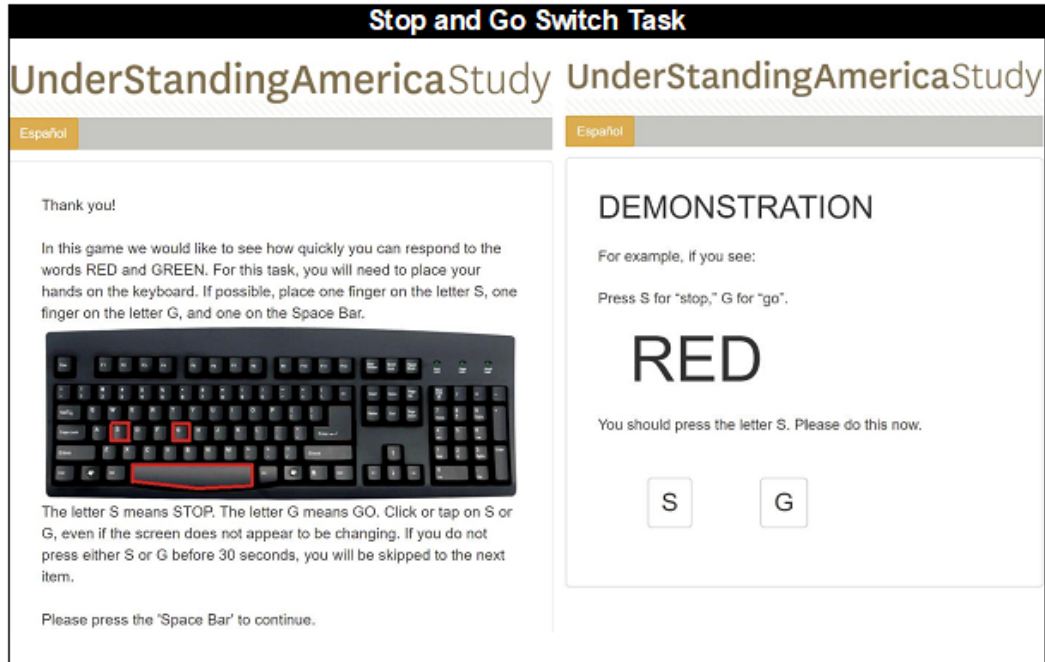 Stop and Go Switch Task
UnderStandingAmericaStudy
Español
Thank you!
In this game we would like to see how quickly you can respond to the
words RED and GREEN. For this task, you will need to place your
hands on the keyboard. If possible, place one finger on the letter S, one
finger on the letter G, and one on the Space Bar.
The letter S means STOP. The letter G means GO. Click or tap on S or
G, even if the screen does not appear to be changing. If you do not
press either S or G before 30 seconds, you will be skipped to the next
item.
Please press the 'Space Bar' to continue.
UnderStandingAmericaStudy
Español
DEMONSTRATION
For example, if you see:
Press S for “stop,” G for “go”.
RED
You should press the letter S. Please do this now.
S
G